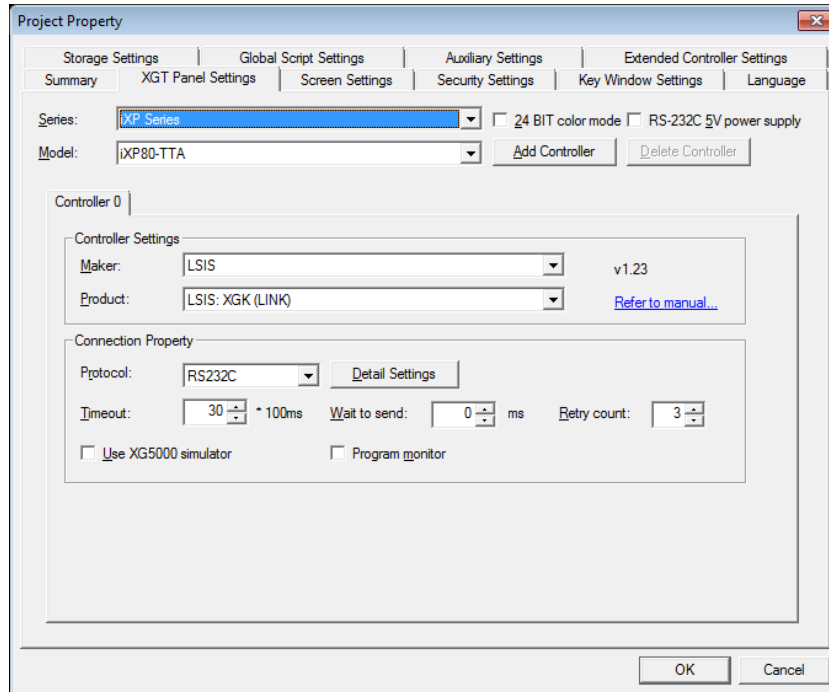 Project Property
Storage Settings Global Script Settings Auxiliary Settings Extended Controller Settings
Summary XGT Panel Settings Screen Settings Security Settings Key Window Settings Language
Series: iXP Series 24 BIT color mode RS-232C 5V power supply
Model: iXP80-TTA Add Controller Delete Controller
Controller 0
Controller Settings
Maker: LSIS v1.23
Product: LSIS: XGK (LINK) Refer to manual...
Connection Property
Protocol: RS232C Detail Settings
Timeout: 30 * 100ms Wait to send: 0 ms Retry count: 3
Use XG5000 simulator Program monitor
OK Cancel